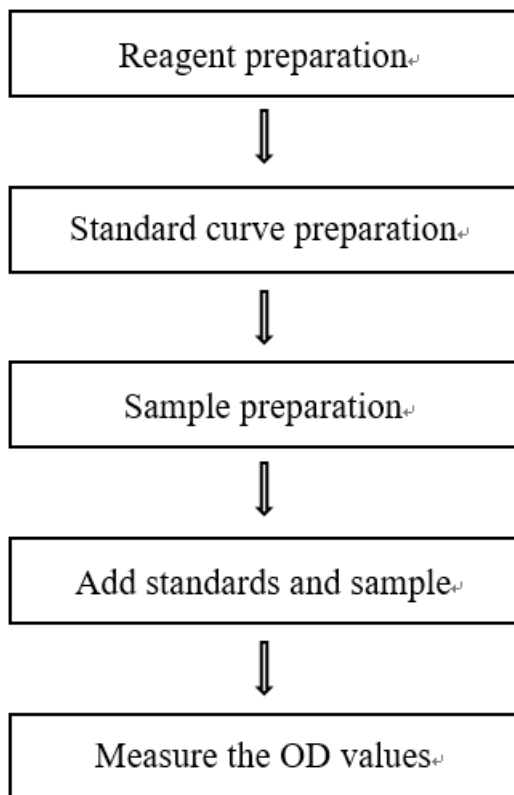 Reagent preparation
Standard curve preparation
Sample preparation
Add standards and sample
Measure the OD values